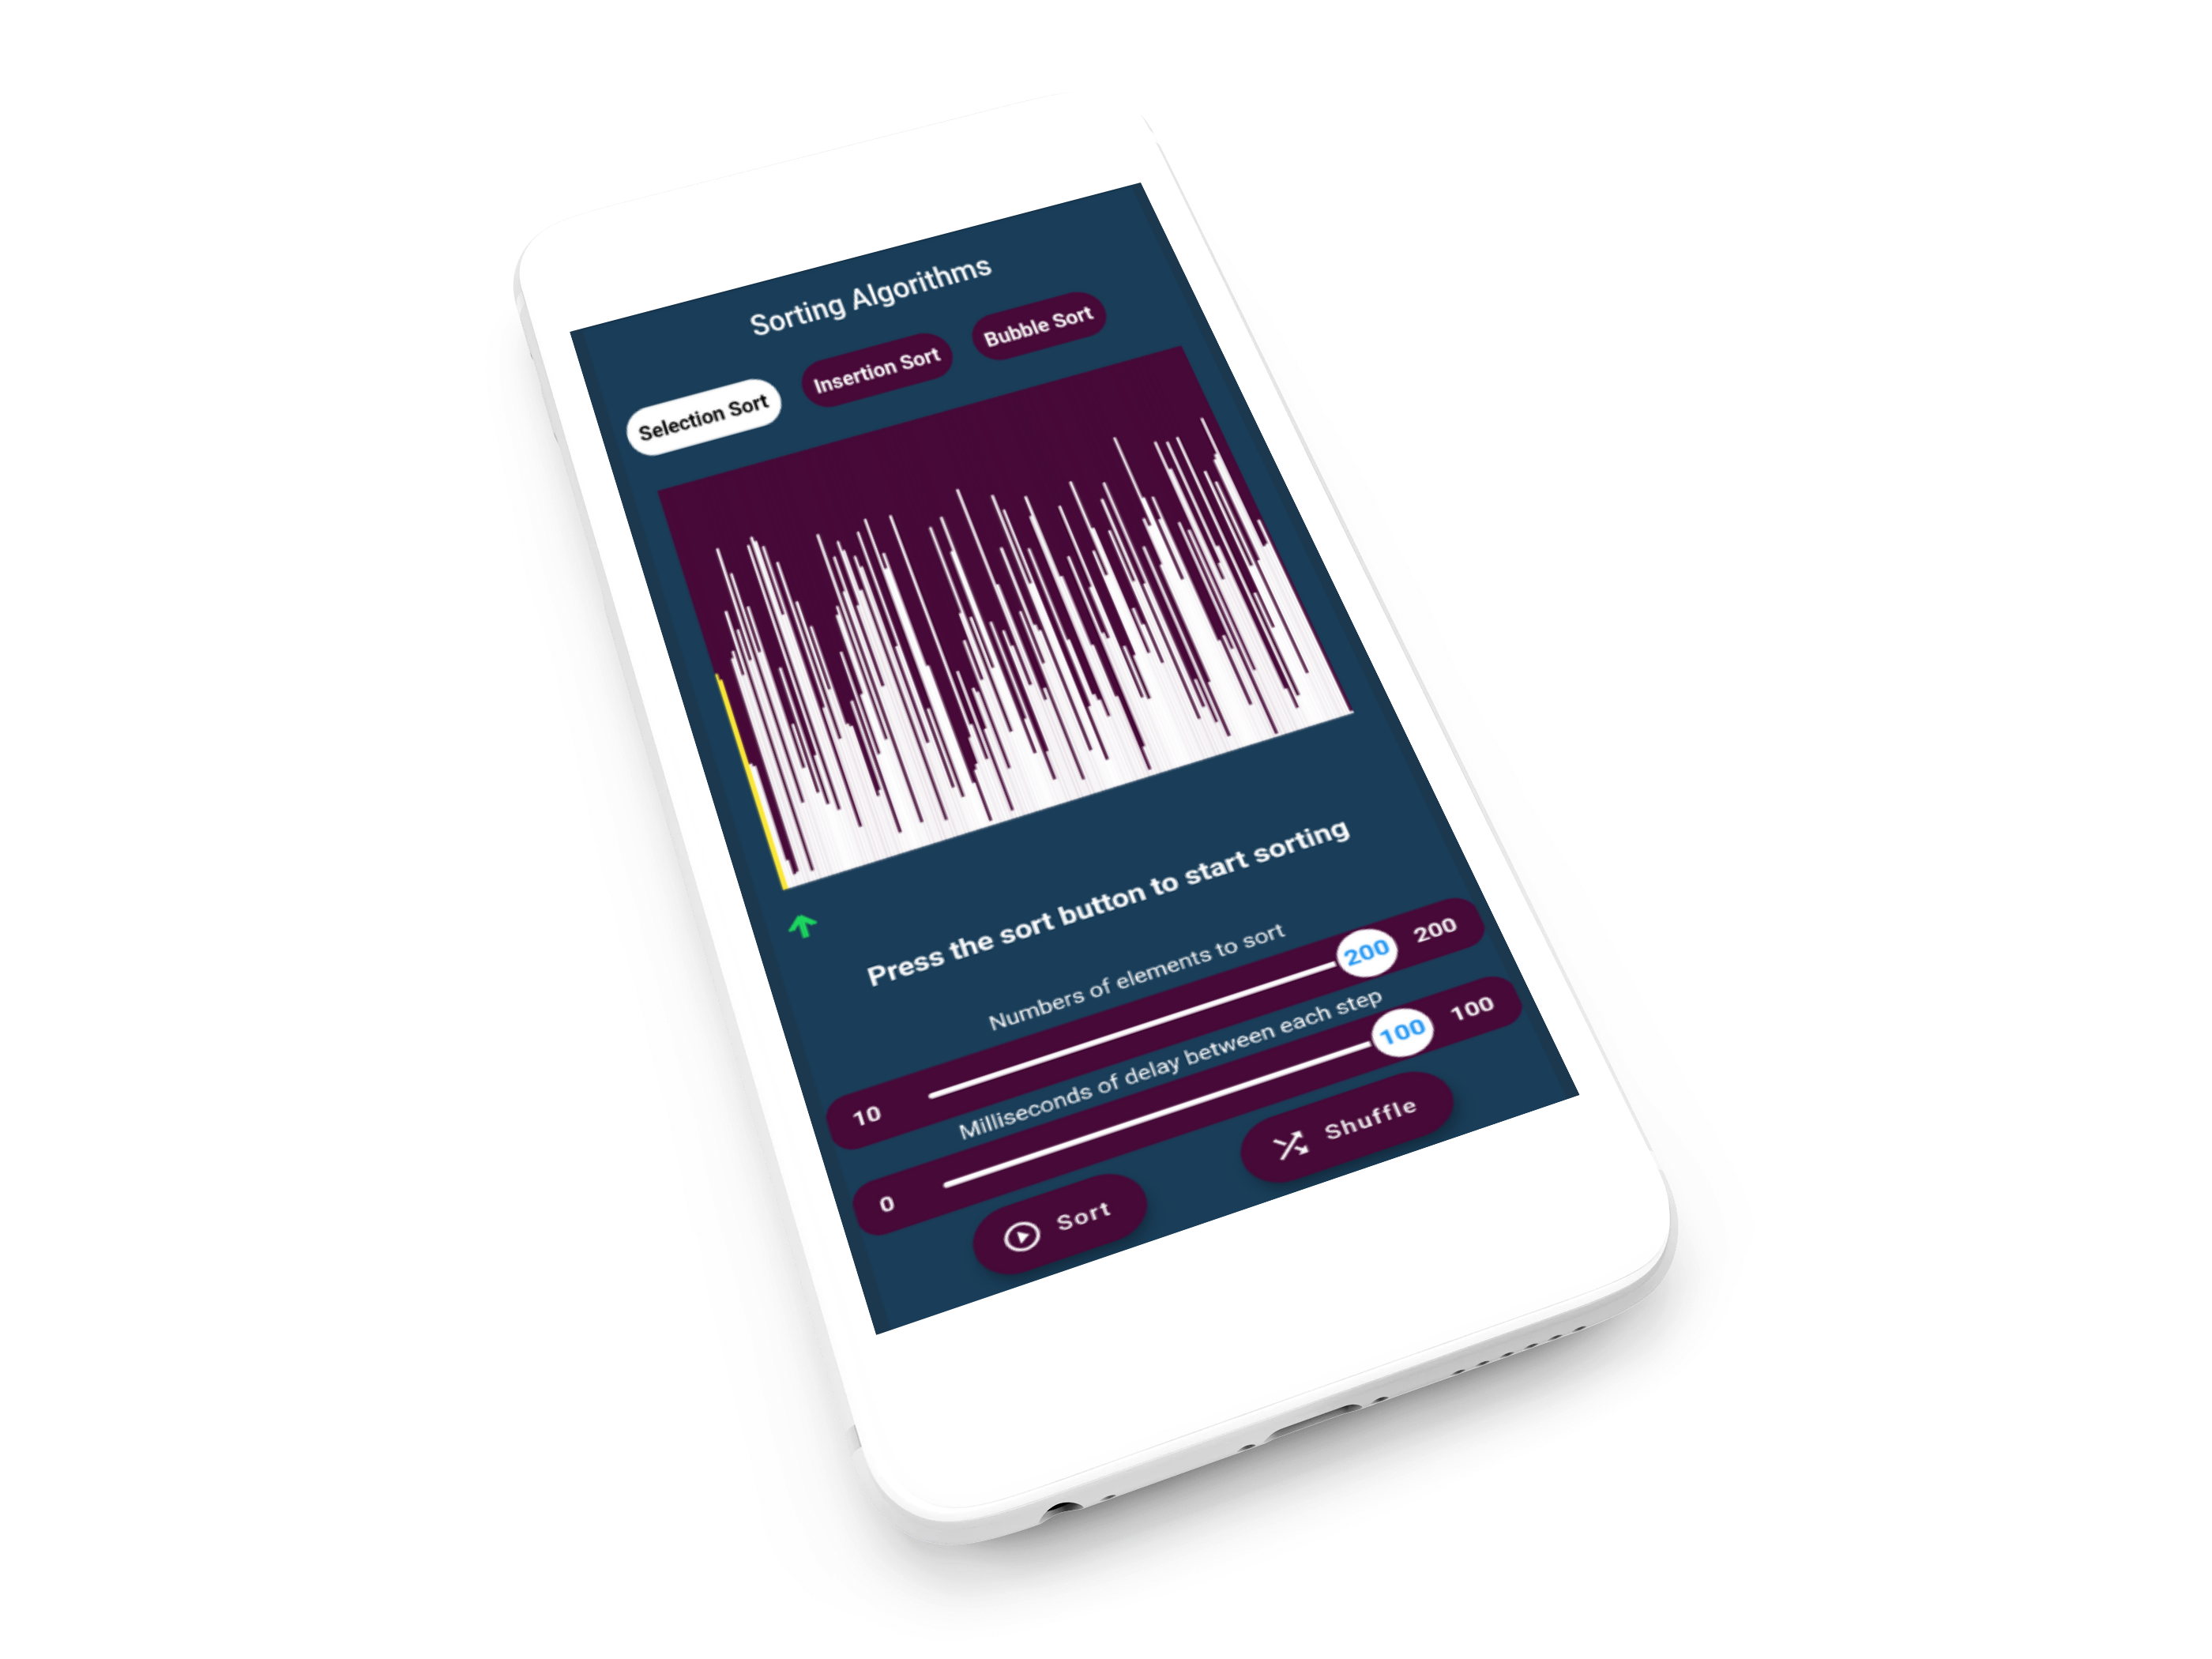 Sorting Algorithms
Selection Sort
Insertion Sort
Bubble Sort
Press the sort button to start sorting
Numbers of elements to sort
10
200
200
Milliseconds of delay between each step
0
100
100
Sort
Shuffle